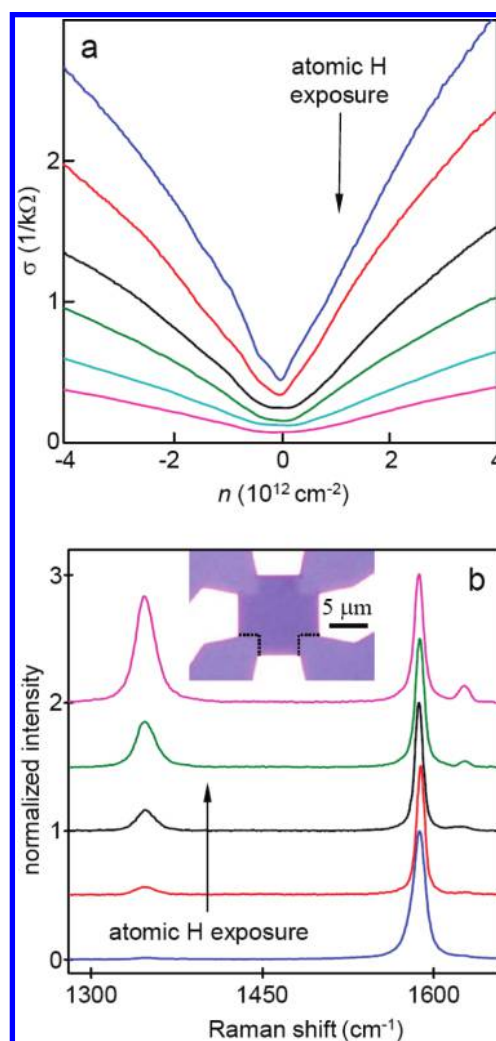 a
atomic H
exposure
σ (1/kΩ)
2
1
0
-4 -2 0 2 4
n (10¹² cm⁻²)
b
5 μm
normalized intensity
3
2
1
0
atomic H exposure
1300 1450 1600
Raman shift (cm⁻¹)